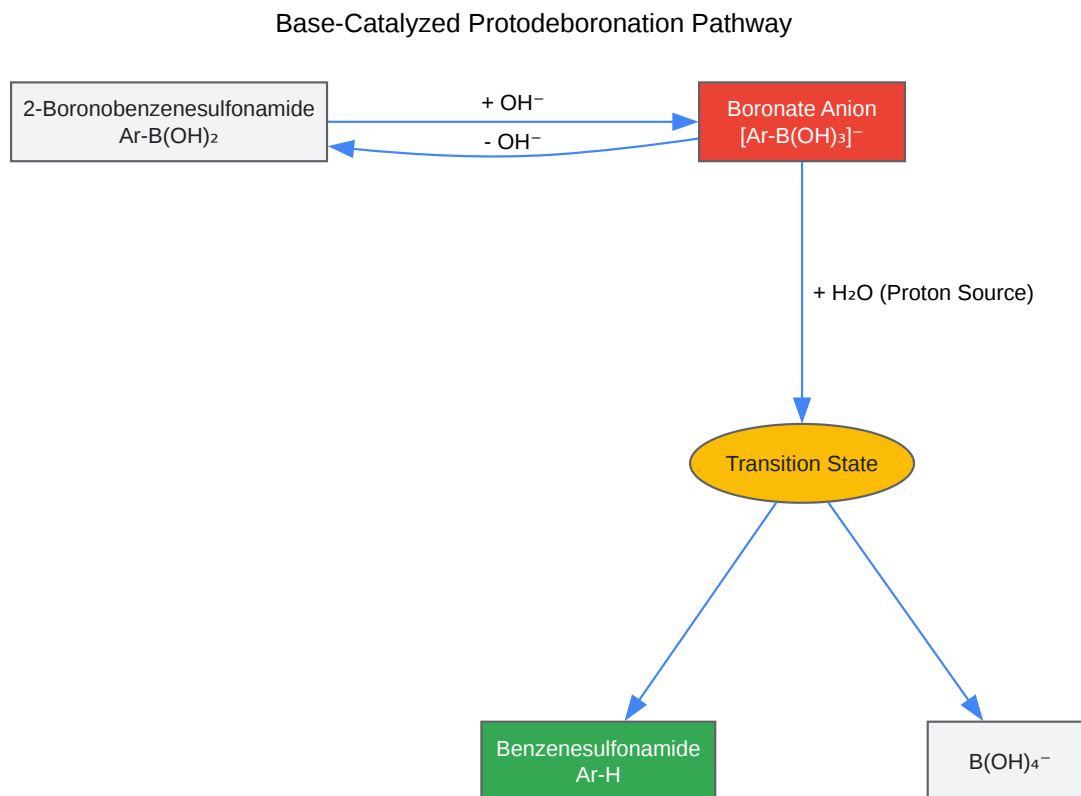 Base-Catalyzed Protodeboronation Pathway
2-Boronobenzenesulfonamide
Ar-B(OH)₂
+ OH⁻
- OH⁻
Boronate Anion
[Ar-B(OH)₃]⁻
+ H₂O (Proton Source)
Transition State
Benzenesulfonamide
Ar-H
B(OH)₄⁻